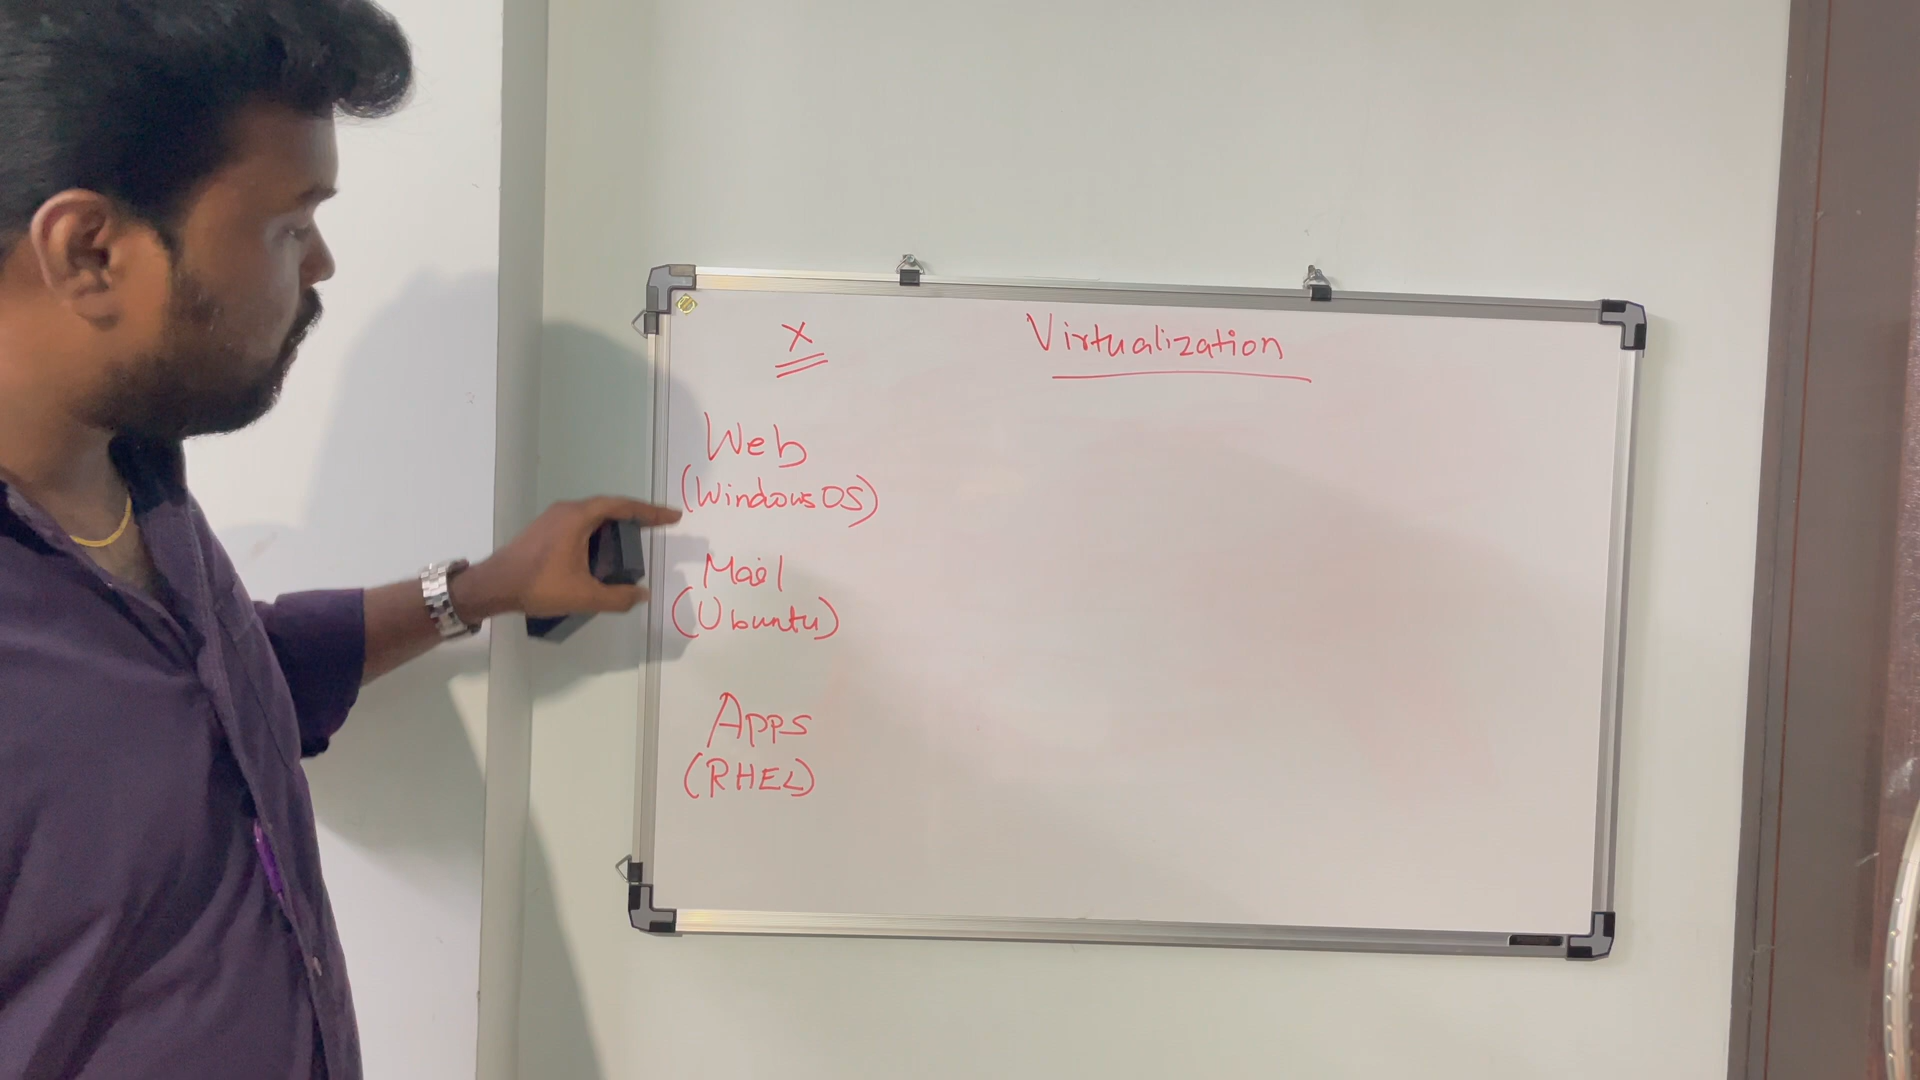 X
Virtualization
Web
(Windows OS)
Mail
(Ubuntu)
Apps
(RHEL)